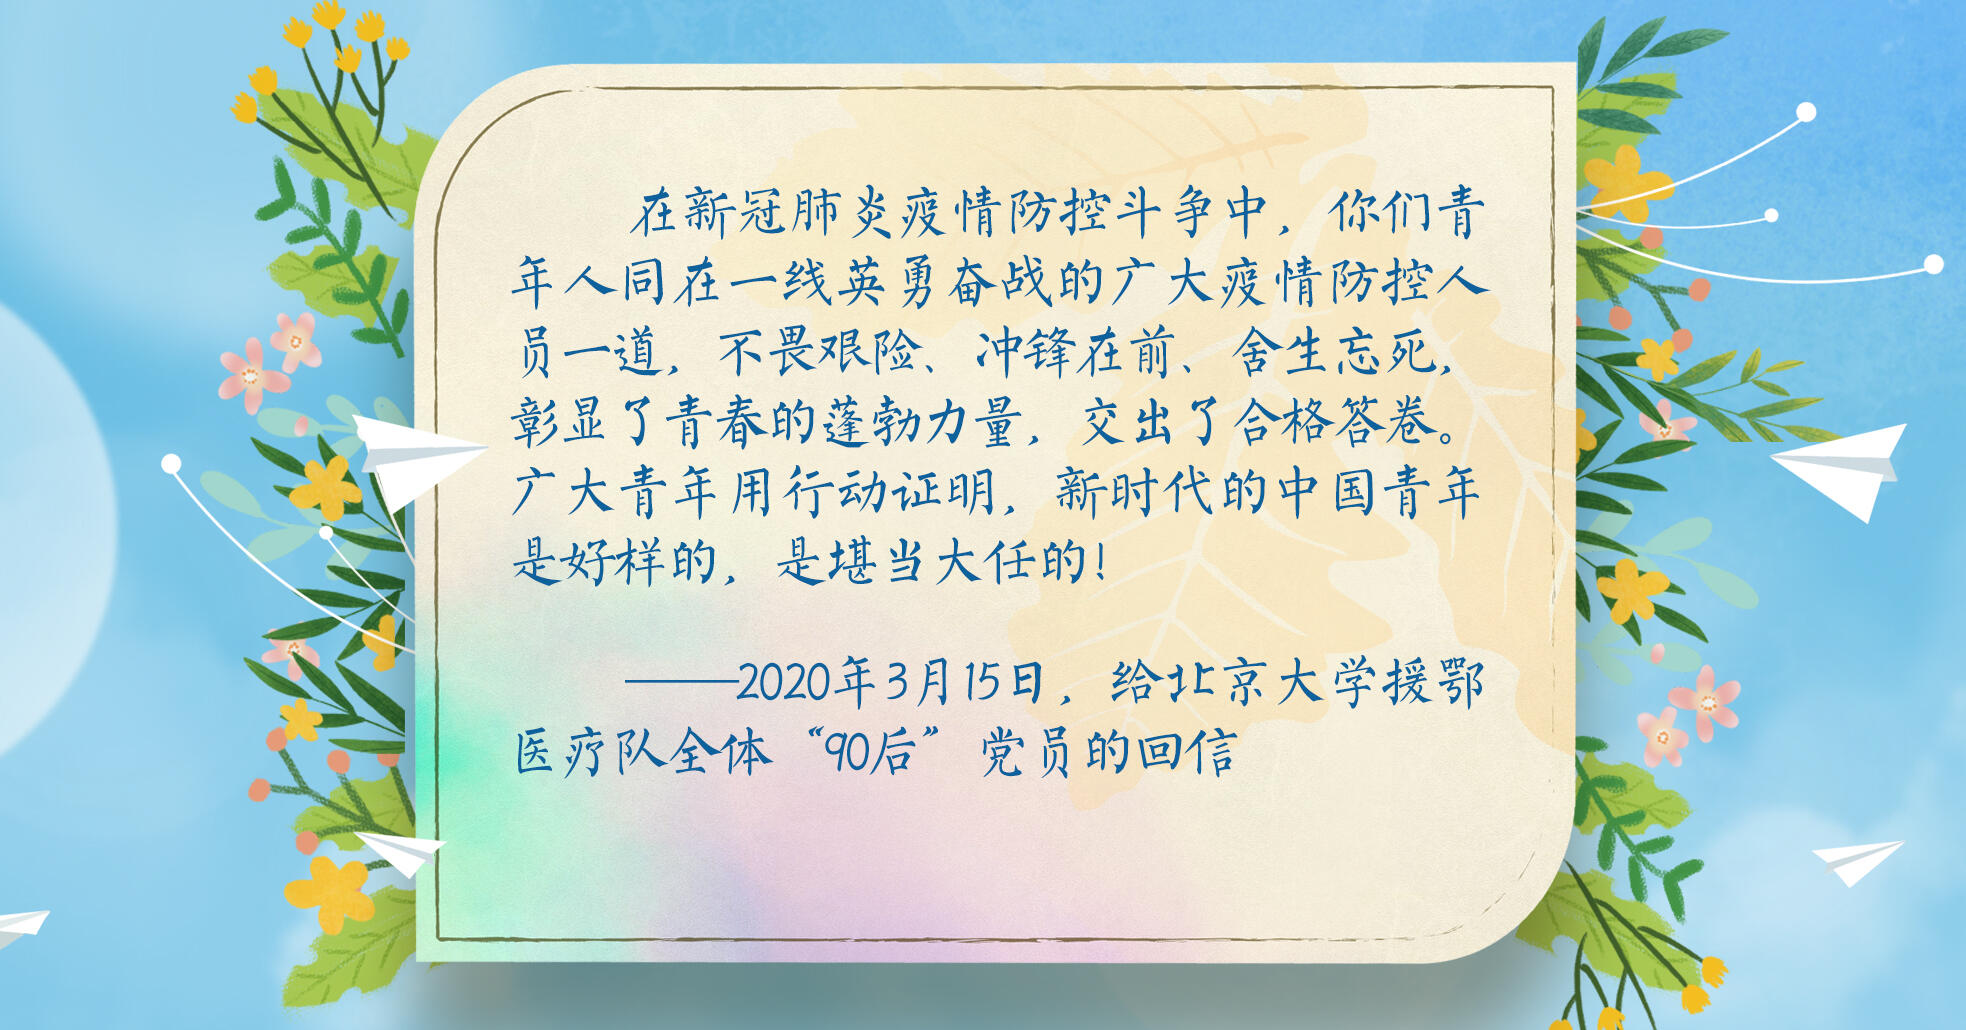 在新冠肺炎疫情防控斗争中，你们青
年人同在一线英勇奋战的广大疫情防控人
员一道，不畏艰险、冲锋在前、舍生忘死，
彰显了青春的蓬勃力量，交出了合格答卷。
广大青年用行动证明，新时代的中国青年
是好样的，是堪当大任的！
——2020年3月15日，给北京大学援鄂
医疗队全体“90后”党员的回信